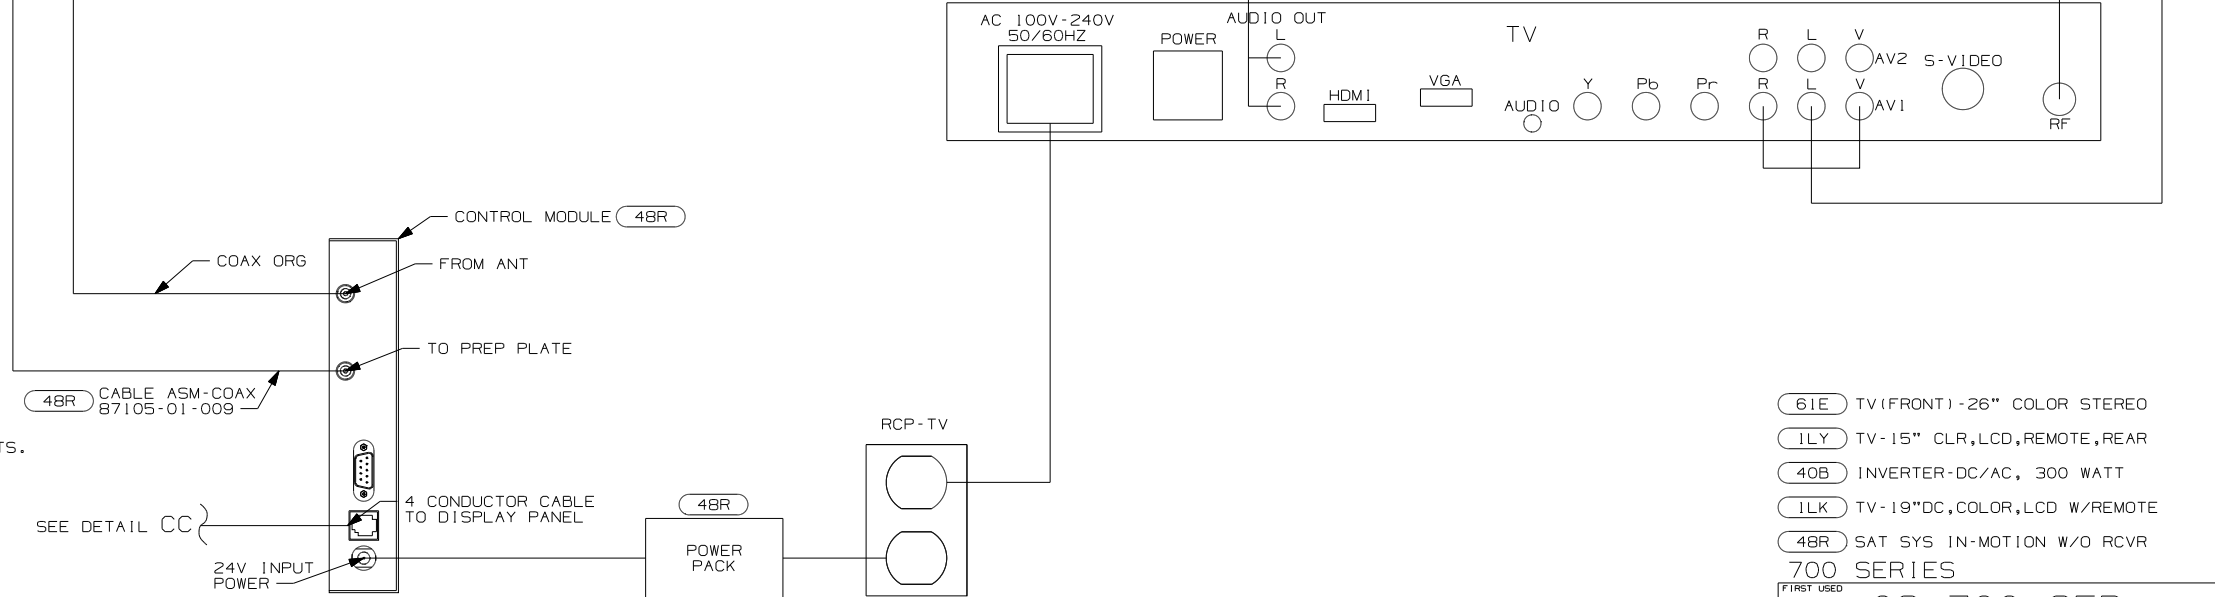 AC 100V-240V
50/60HZ
POWER
AUDIO OUT
L
R
HDMI
VGA
TV
AUDIO
Y
Pb
Pr
R
L
V
AV2
R
L
V
AV1
S-VIDEO
RF
CONTROL MODULE 48R
COAX ORG
FROM ANT
TO PREP PLATE
48R
CABLE ASM-COAX
87105-01-009
TS.
SEE DETAIL CC
4 CONDUCTOR CABLE
TO DISPLAY PANEL
24V INPUT
POWER
48R
POWER
PACK
RCP-TV
61E TV(FRONT)-26" COLOR STEREO
1LY TV-15" CLR,LCD,REMOTE,REAR
40B INVERTER-DC/AC, 300 WATT
1LK TV-19"DC,COLOR,LCD W/REMOTE
48R SAT SYS IN-MOTION W/O RCVR
700 SERIES
FIRST USED